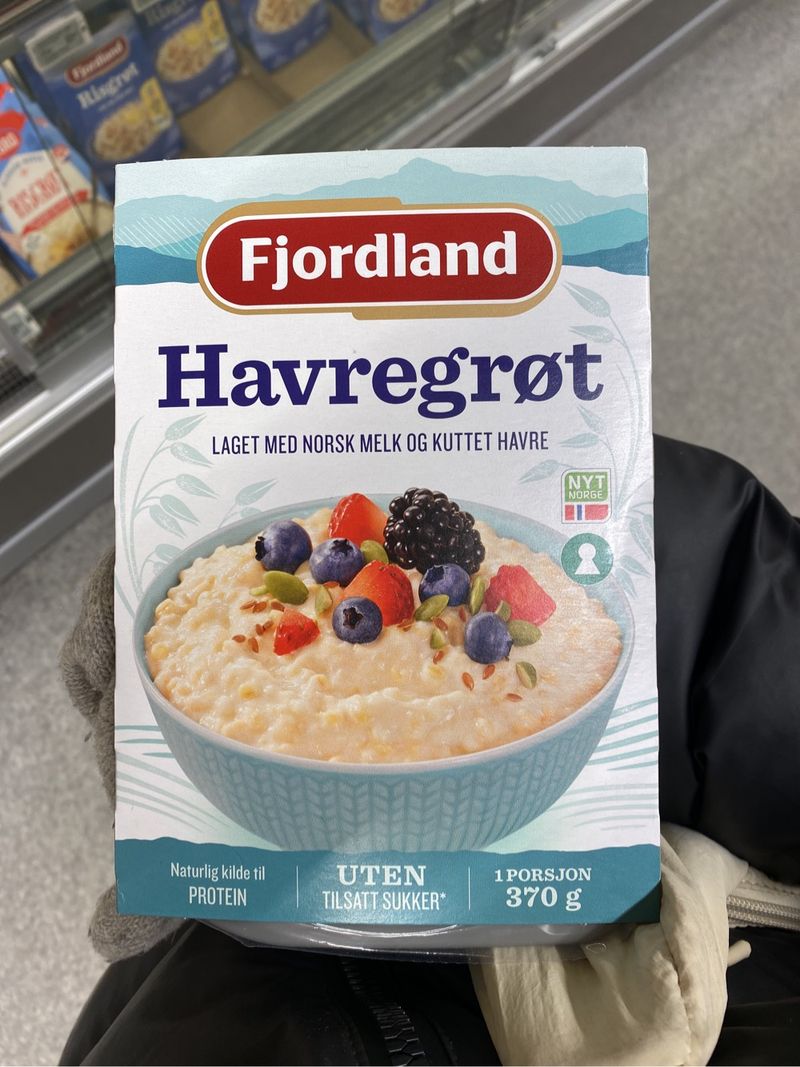 Fjordland
Risgrøt
Fjordland
Havregrøt
LAGET MED NORSK MELK OG KUTTET HAVRE
NYT
NORGE
Naturlig kilde til
PROTEIN
UTEN
TILSATT SUKKER*
1 PORSJON
370 g